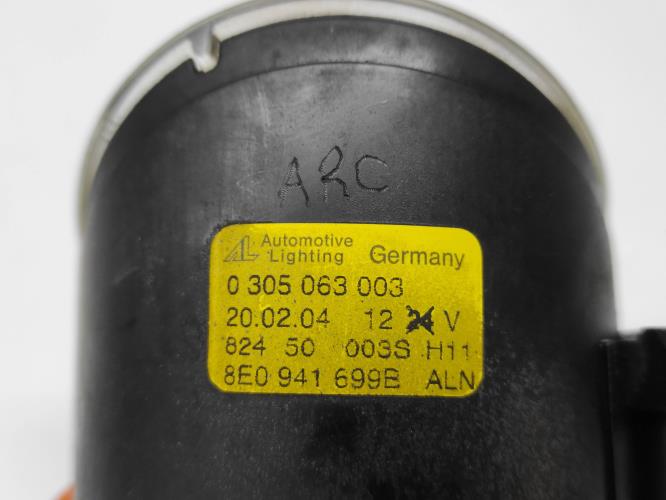 ARC
AL Automotive Lighting Germany
0 305 063 003
20.02.04 12 24 V
824 50 003S H11
8E0 941 699B ALN